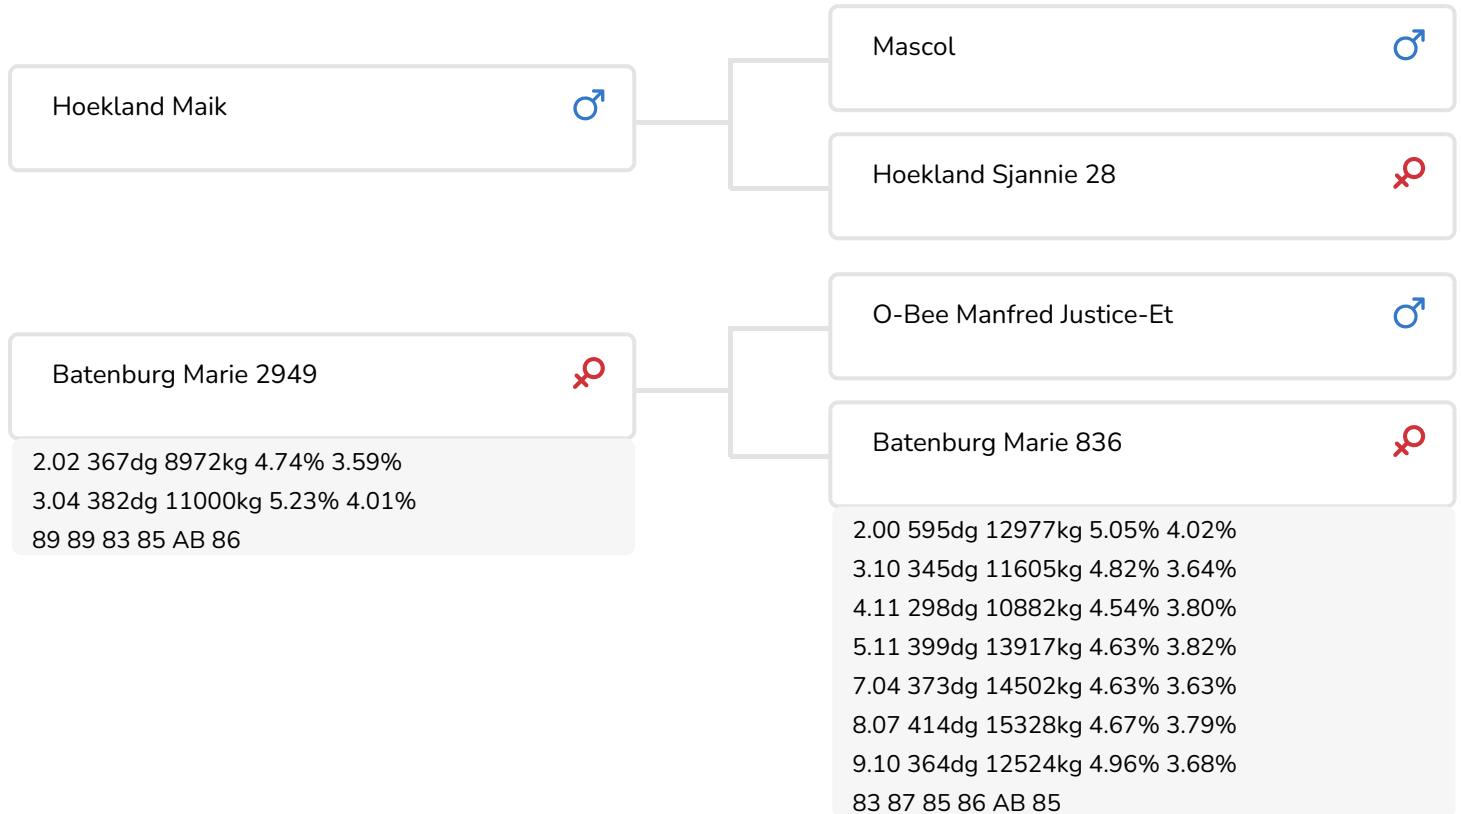 Hoekland Maik
Mascol
Hoekland Sjannie 28
Batenburg Marie 2949
2.02 367dg 8972kg 4.74% 3.59%
3.04 382dg 11000kg 5.23% 4.01%
89 89 83 85 AB 86
O-Bee Manfred Justice-Et
Batenburg Marie 836
2.00 595dg 12977kg 5.05% 4.02%
3.10 345dg 11605kg 4.82% 3.64%
4.11 298dg 10882kg 4.54% 3.80%
5.11 399dg 13917kg 4.63% 3.82%
7.04 373dg 14502kg 4.63% 3.63%
8.07 414dg 15328kg 4.67% 3.79%
9.10 364dg 12524kg 4.96% 3.68%
83 87 85 86 AB 85